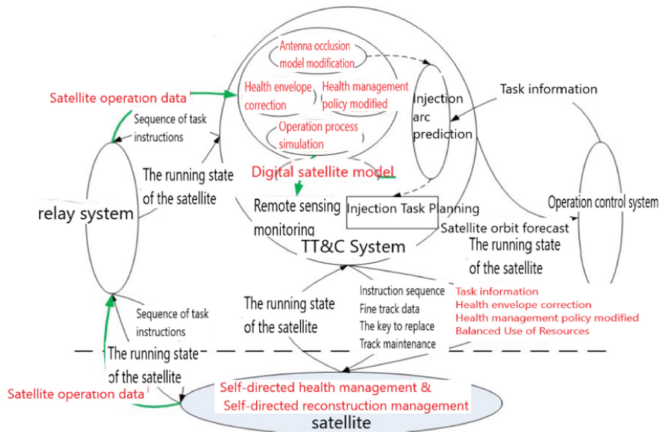 Antenna occlusion
model modification
Health envelope
correction
Health management
policy modified
Operation process
simulation
Digital satellite model
Injection
arc
prediction
Remote sensing
monitoring
Injection Task Planning
TT&C System
Satellite operation data
Sequence of task
instructions
The running state
of the satellite
relay system
Task information
Operation control system
Satellite orbit forecast
The running state
of the satellite
The running state
of the satellite
Instruction sequence
Fine track data
The key to replace
Track maintenance
Task information
Health envelope correction
Health management policy modified
Balanced Use of Resources
Sequence of task
instructions
The running state
of the satellite
Satellite operation data
Self-directed health management &
Self-directed reconstruction management
satellite